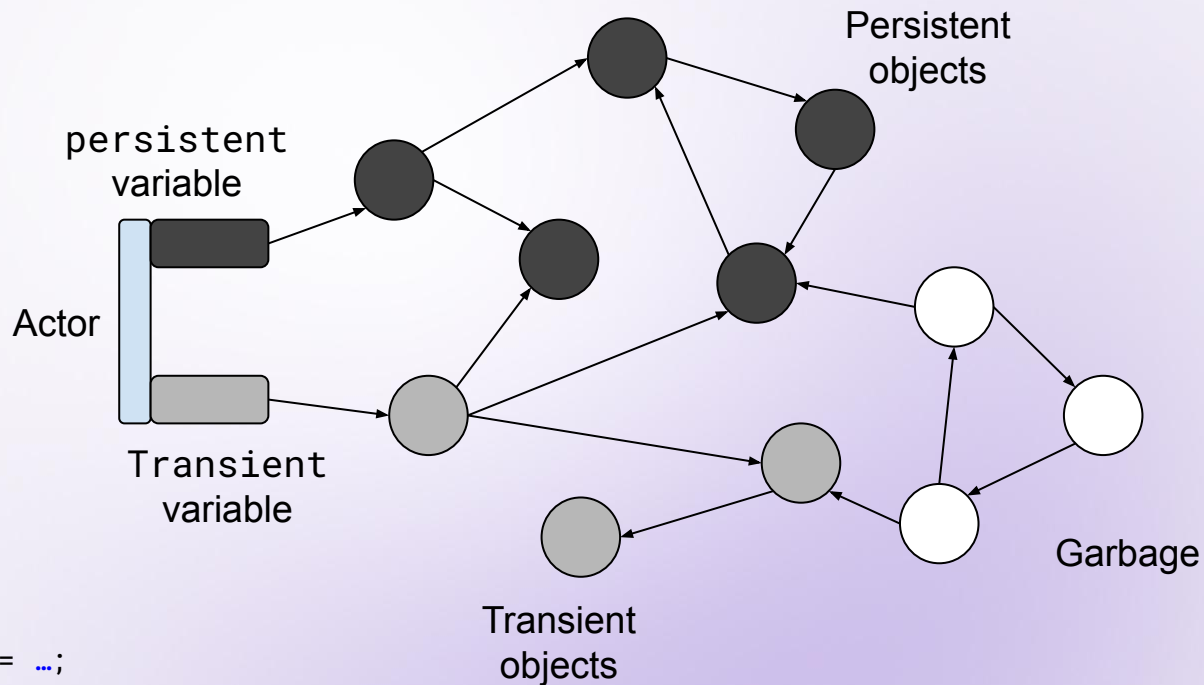 Persistent
objects
persistent
variable
Actor
Transient
variable
Garbage
Transient
objects
= …;